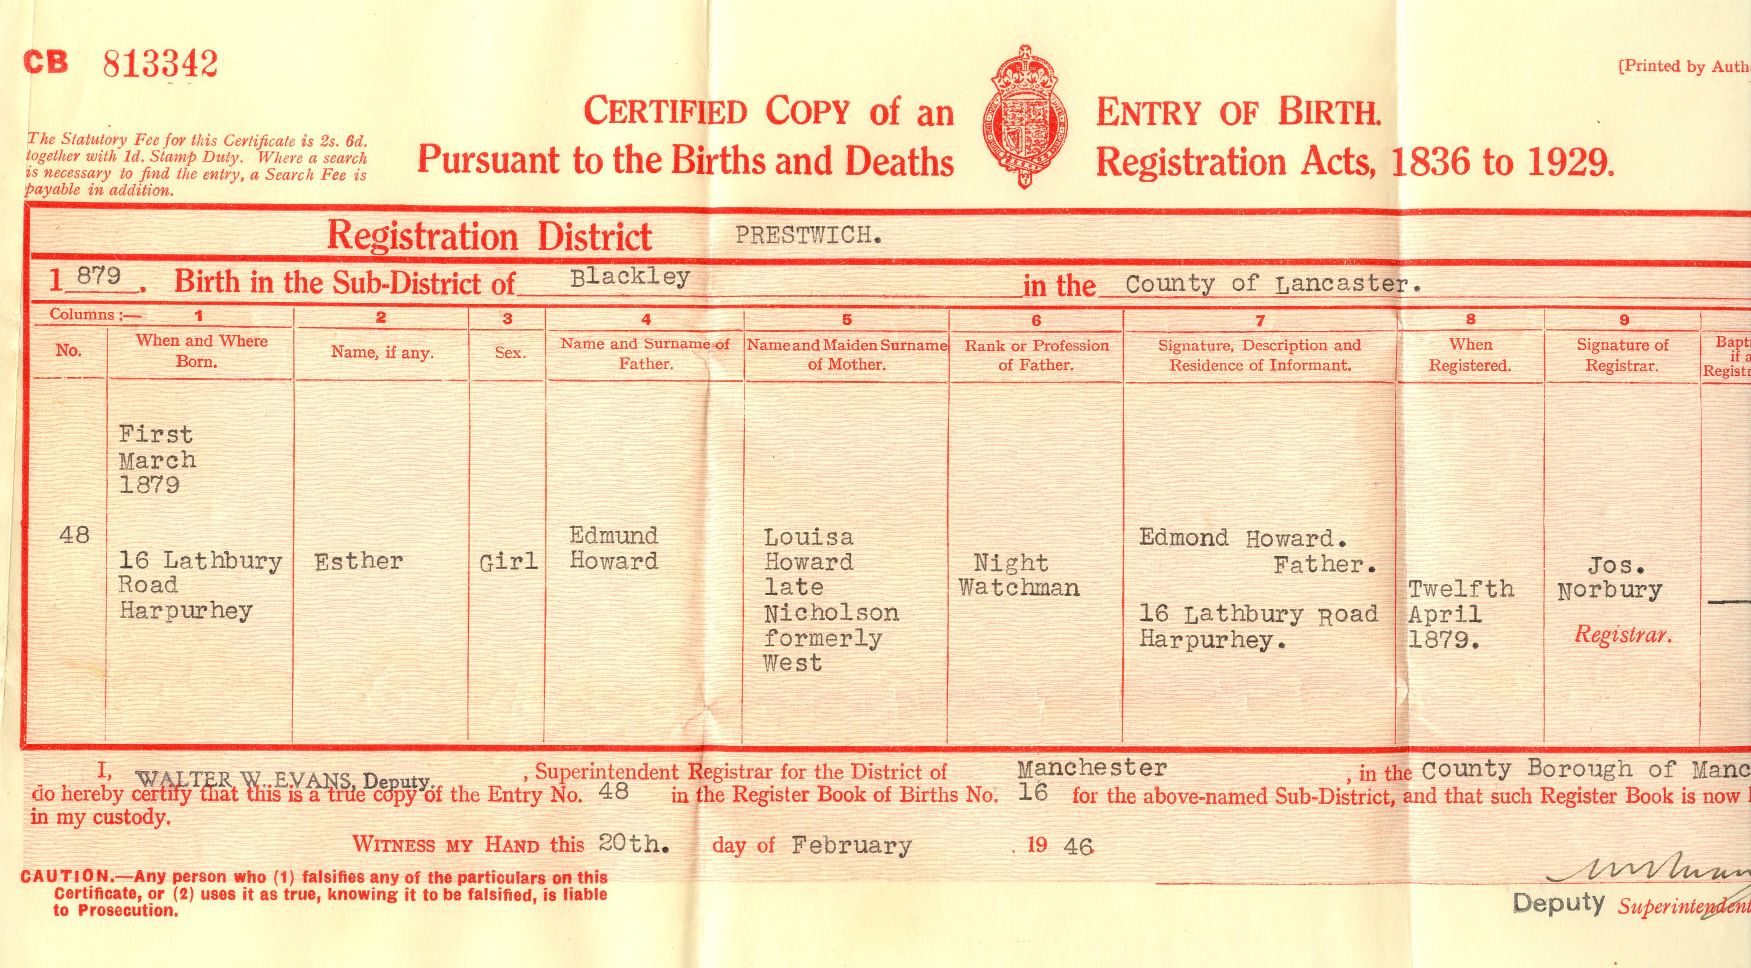 CB 813342
[Printed by Auth
CERTIFIED COPY of an ENTRY OF BIRTH.
Pursuant to the Births and Deaths Registration Acts, 1836 to 1929.
The Statutory Fee for this Certificate is 2s. 6d.
together with 1d. Stamp Duty. Where a search
is necessary to find the entry, a Search Fee is
payable in addition.
Registration District PRESTWICH.
1879. Birth in the Sub-District of Blackley in the County of Lancaster.
Columns:— 1 2 3 4 5 6 7 8 9
No.
When and Where
Born.
Name, if any.
Sex.
Name and Surname of
Father.
Name and Maiden Surname
of Mother.
Rank or Profession
of Father.
Signature, Description and
Residence of Informant.
When
Registered.
Signature of
Registrar.
Bapt
if a
Regist
48
First
March
1879
16 Lathbury
Road
Harpurhey
Esther
Girl
Edmund
Howard
Louisa
Howard
late
Nicholson
formerly
West
Night
Watchman
Edmond Howard.
Father.
16 Lathbury Road
Harpurhey.
Twelfth
April
1879.
Jos.
Norbury
Registrar.
I, WALTER W. EVANS, Deputy. , Superintendent Registrar for the District of Manchester , in the County Borough of Manc
do hereby certify that this is a true copy of the Entry No. 48 in the Register Book of Births No. 16 for the above-named Sub-District, and that such Register Book is now
in my custody.
WITNESS MY HAND this 20th. day of February . 19 46
CAUTION.—Any person who (1) falsifies any of the particulars on this
Certificate, or (2) uses it as true, knowing it to be falsified, is liable
to Prosecution.
Deputy Superintendent